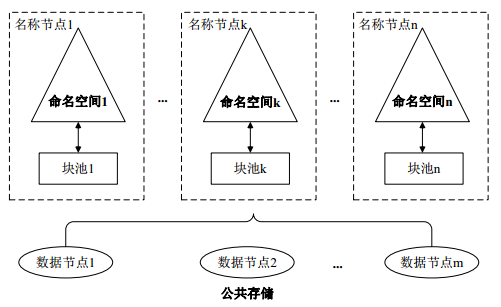 名称节点1
名称节点k
名称节点n
命名空间1
...
命名空间k
...
命名空间n
块池1
块池k
块池n
数据节点1
数据节点2
...
数据节点m
公共存储